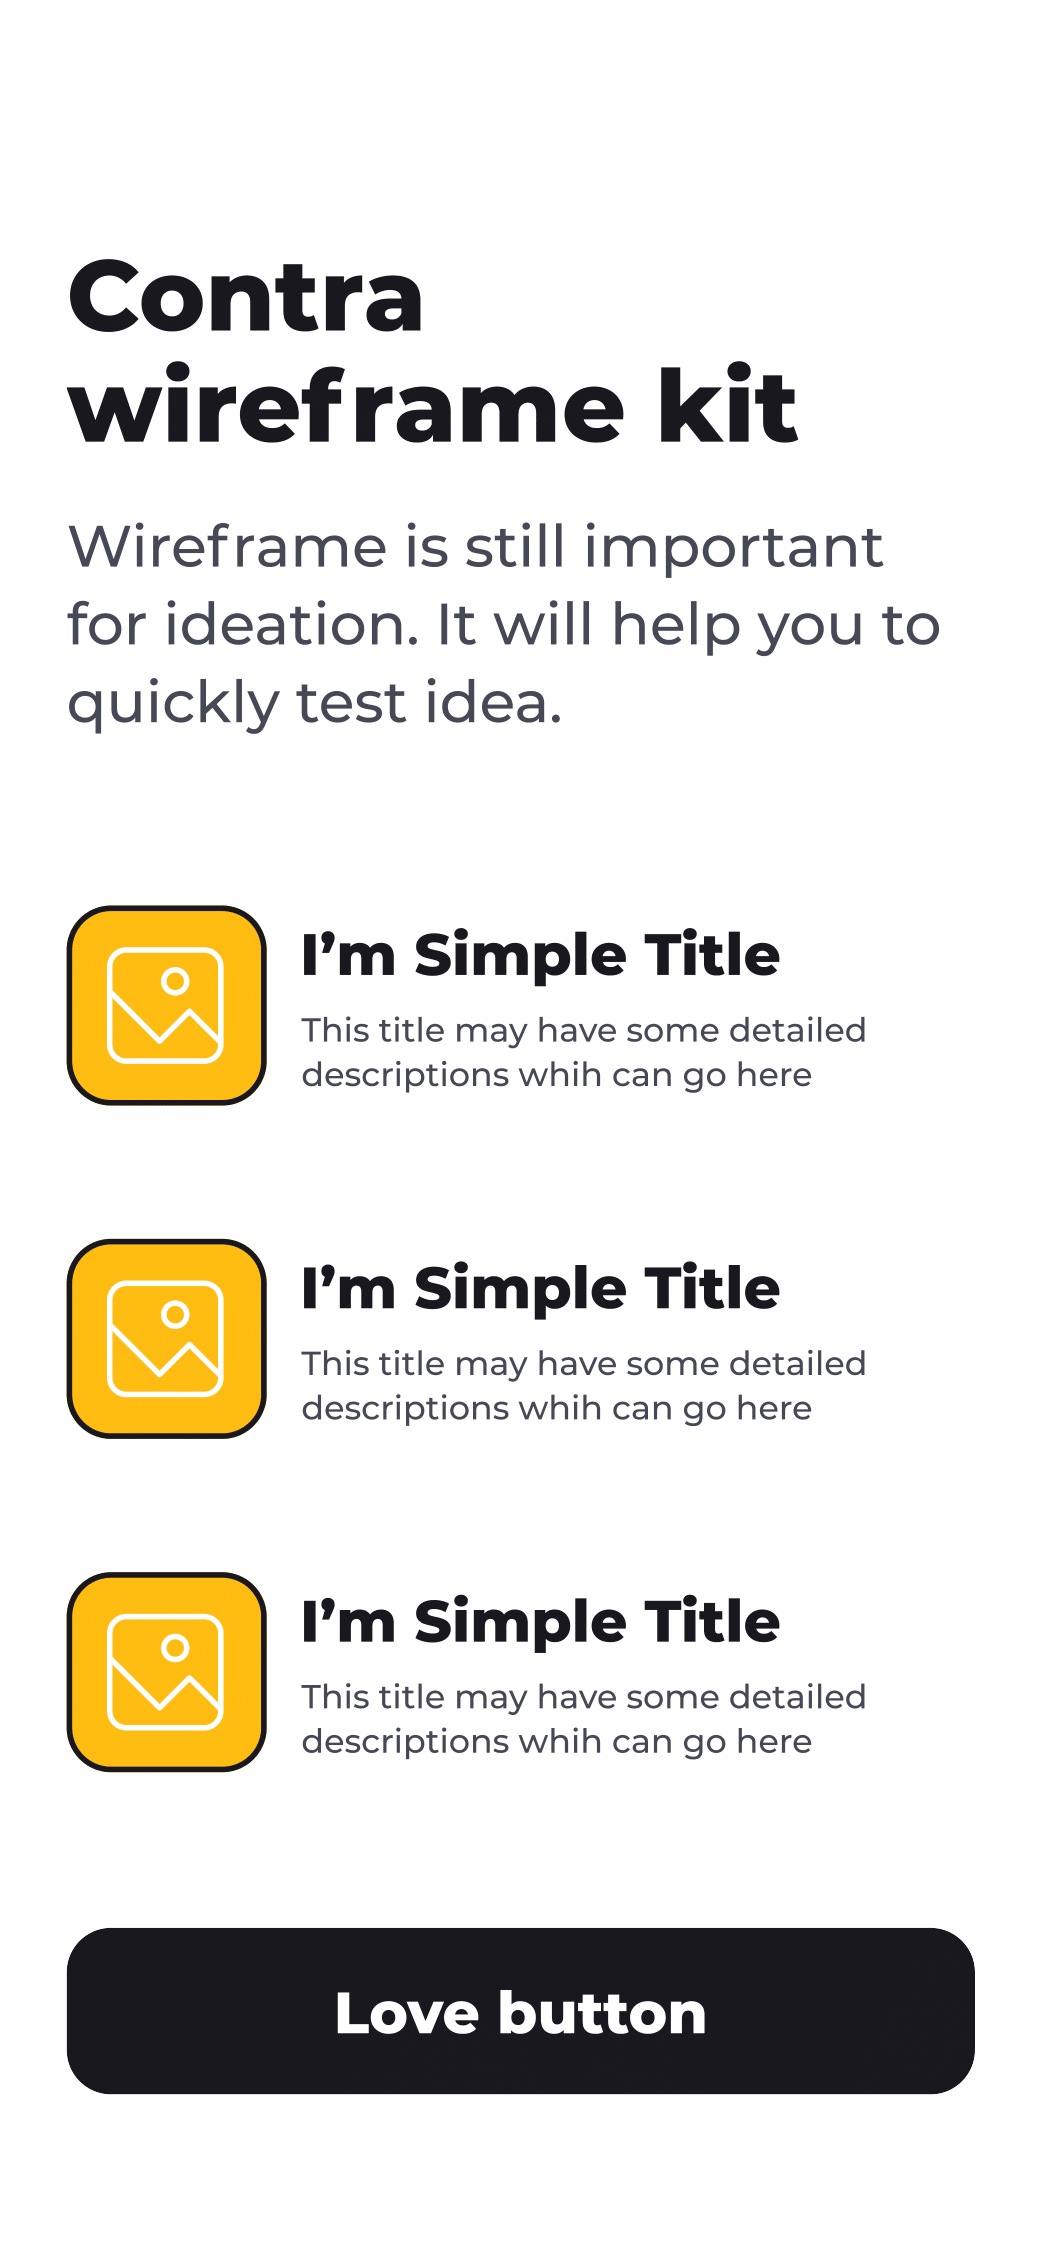 Contra
wireframe kit
Wireframe is still important
for ideation. It will help you to
quickly test idea.
I’m Simple Title
This title may have some detailed
descriptions whih can go here
I’m Simple Title
This title may have some detailed
descriptions whih can go here
I’m Simple Title
This title may have some detailed
descriptions whih can go here
Love button